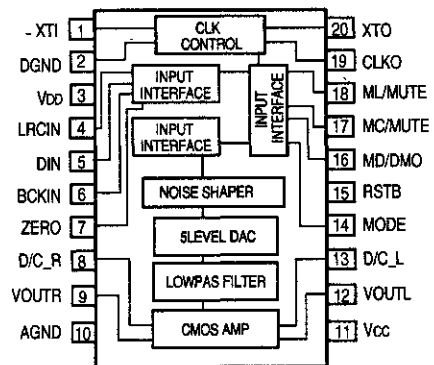 - XTI 1
DGND 2
VDD 3
LRCIN 4
DIN 5
BCKIN 6
ZERO 7
D/C_R 8
VOUTR 9
AGND 10
CLK
CONTROL
INPUT
INTERFACE
INPUT
INTERFACE
INPUT
INTERFACE
NOISE SHAPER
5LEVEL DAC
LOWPAS FILTER
CMOS AMP
20 XTO
19 CLKO
18 ML/MUTE
17 MC/MUTE
16 MD/DMO
15 RSTB
14 MODE
13 D/C_L
12 VOUTL
11 Vcc